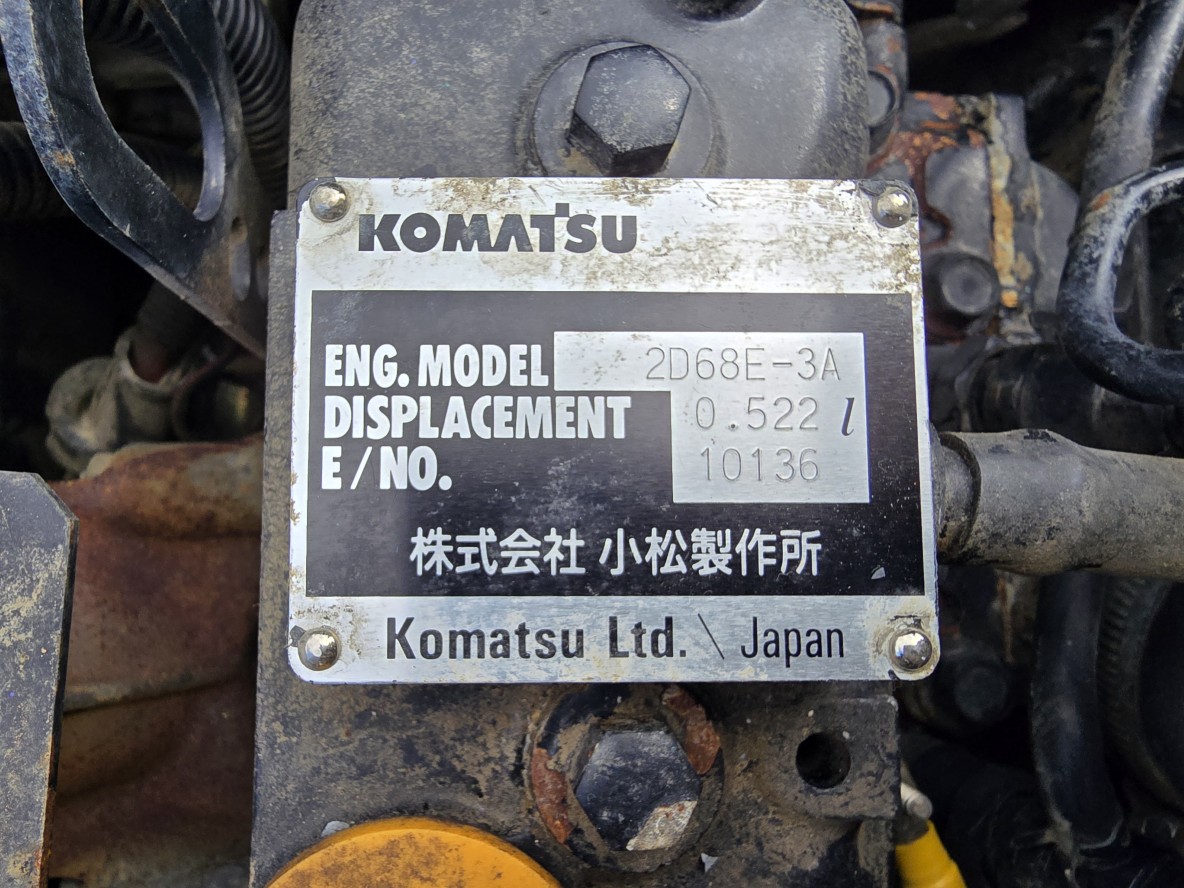 KOMATSU
ENG. MODEL 2D68E-3A
DISPLACEMENT 0.522 l
E/NO. 10136
株式会社 小松製作所
Komatsu Ltd. \ Japan